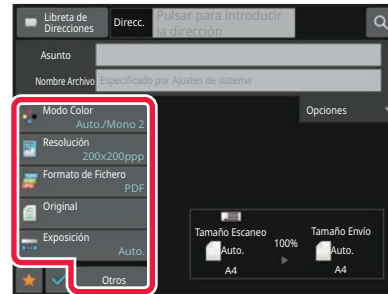 Libreta de
Direcciones
Direcc.
Pulsar para introducir
la dirección
Asunto
Nombre Archivo
Especificado por Ajustes de sistema
Modo Color
Auto./Mono 2
Opciones
Resolución
200x200ppp
Formato de Fichero
PDF
Original
Exposición
Auto.
Tamaño Escaneo
Auto.
A4
100%
Tamaño Envío
Auto.
A4
Otros